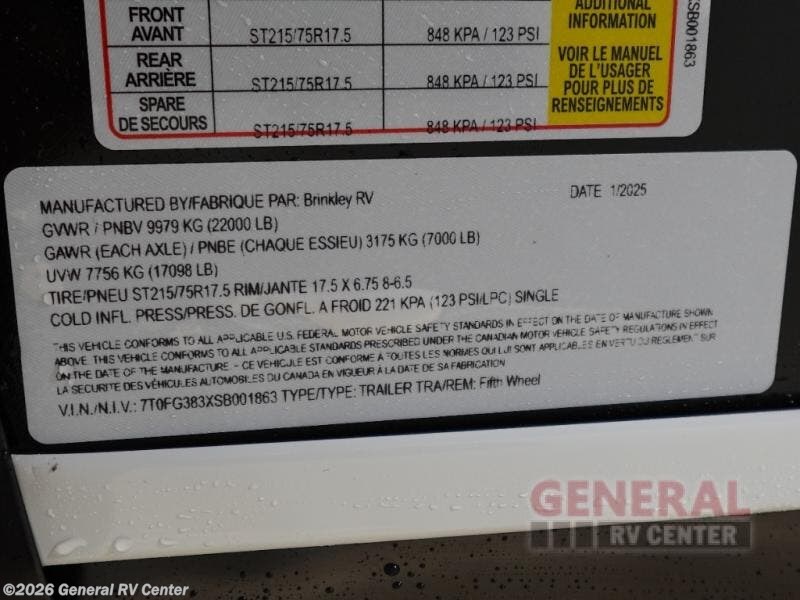 ADDITIONAL
INFORMATION
FRONT
AVANT
ST215/75R17.5
848 KPA / 123 PSI
REAR
ARRIÈRE
ST215/75R17.5
848 KPA / 123 PSI
SPARE
DE SECOURS
ST215/75R17.5
848 KPA / 123 PSI
VOIR LE MANUEL
DE L'USAGER
POUR PLUS DE
RENSEIGNEMENTS
SB001863
MANUFACTURED BY/FABRIQUE PAR: Brinkley RV
DATE 1/2025
GVWR / PNBV 9979 KG (22000 LB)
GAWR (EACH AXLE) / PNBE (CHAQUE ESSIEU) 3175 KG (7000 LB)
UVW 7756 KG (17098 LB)
TIRE/PNEU ST215/75R17.5 RIM/JANTE 17.5 X 6.75 8-6.5
COLD INFL. PRESS/PRESS. DE GONFL. A FROID 221 KPA (123 PSI/LPC) SINGLE
THIS VEHICLE CONFORMS TO ALL APPLICABLE U.S. FEDERAL MOTOR VEHICLE SAFETY STANDARDS IN EFFECT ON THE DATE OF MANUFACTURE SHOWN
ABOVE. THIS VEHICLE CONFORMS TO ALL APPLICABLE STANDARDS PRESCRIBED UNDER THE CANADIAN MOTOR VEHICLE SAFETY REGULATIONS IN EFFECT
ON THE DATE OF MANUFACTURE - CE VEHICULE EST CONFORME A TOUTES LES NORMES QUI LUI SONT APPLICABLES EN VERTU DU REGLEMENT SUR
LA SECURITE DES VÉHICULES AUTOMOBILES DU CANADA EN VIGUEUR À LA DATE DE SA FABRICATION
V.I.N./N.I.V.: 7T0FG383XSB001863 TYPE/TYPE: TRAILER TRA/REM: Fifth Wheel
GENERAL
RV CENTER
©2026 General RV Center